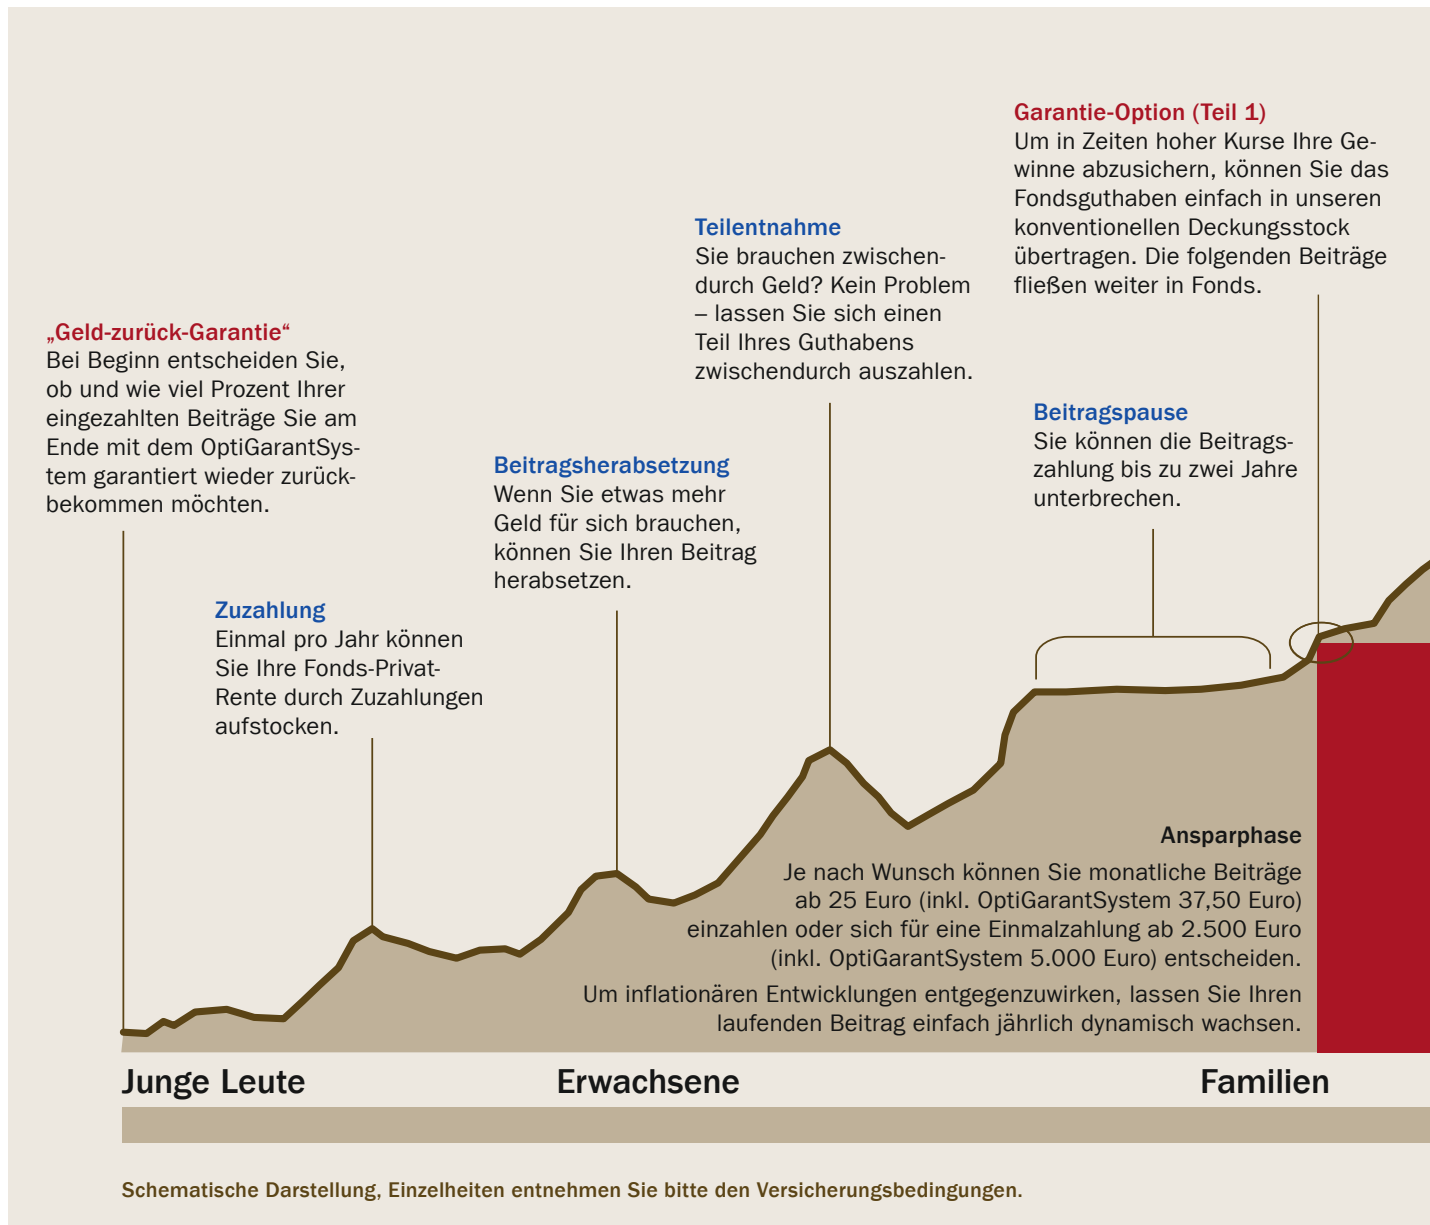 „Geld-zurück-Garantie“
Bei Beginn entscheiden Sie,
ob und wie viel Prozent Ihrer
eingezahlten Beiträge Sie am
Ende mit dem OptiGarantSys-
tem garantiert wieder zurück-
bekommen möchten.
Zuzahlung
Einmal pro Jahr können
Sie Ihre Fonds-Privat-
Rente durch Zuzahlungen
aufstocken.
Beitragsherabsetzung
Wenn Sie etwas mehr
Geld für sich brauchen,
können Sie Ihren Beitrag
herabsetzen.
Teilentnahme
Sie brauchen zwischen-
durch Geld? Kein Problem
– lassen Sie sich einen
Teil Ihres Guthabens
zwischendurch auszahlen.
Garantie-Option (Teil 1)
Um in Zeiten hoher Kurse Ihre Ge-
winne abzusichern, können Sie das
Fondsguthaben einfach in unseren
konventionellen Deckungsstock
übertragen. Die folgenden Beiträge
fließen weiter in Fonds.
Beitragspause
Sie können die Beitrags-
zahlung bis zu zwei Jahre
unterbrechen.
Ansparphase
Je nach Wunsch können Sie monatliche Beiträge
ab 25 Euro (inkl. OptiGarantSystem 37,50 Euro)
einzahlen oder sich für eine Einmalzahlung ab 2.500 Euro
(inkl. OptiGarantSystem 5.000 Euro) entscheiden.
Um inflationären Entwicklungen entgegenzuwirken, lassen Sie Ihren
laufenden Beitrag einfach jährlich dynamisch wachsen.
Junge Leute
Erwachsene
Familien
Schematische Darstellung, Einzelheiten entnehmen Sie bitte den Versicherungsbedingungen.